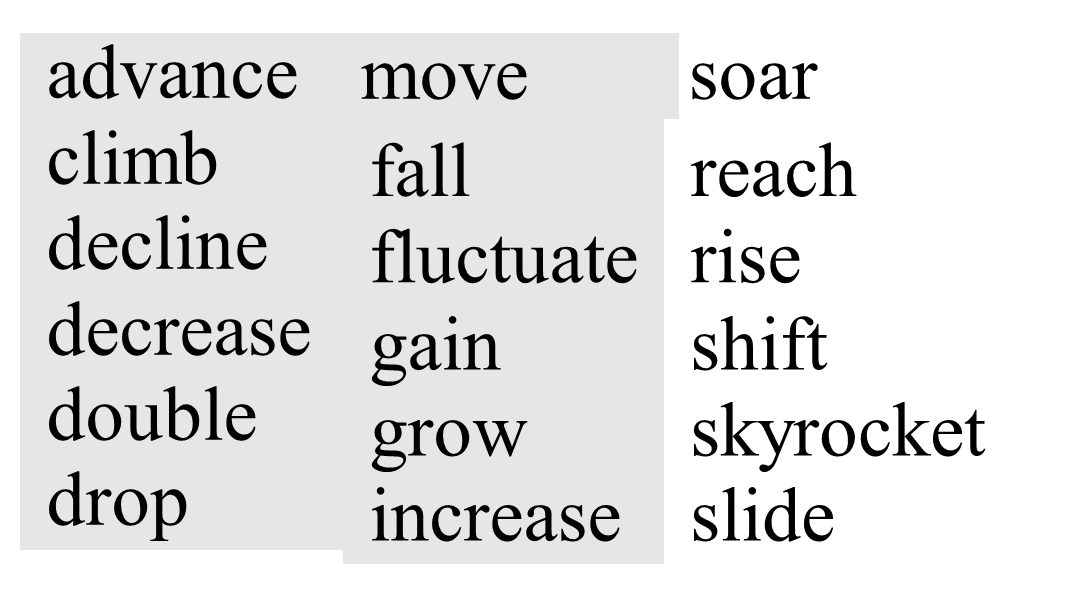 advance
climb
decline
decrease
double
drop
move
fall
fluctuate
gain
grow
increase
soar
reach
rise
shift
skyrocket
slide